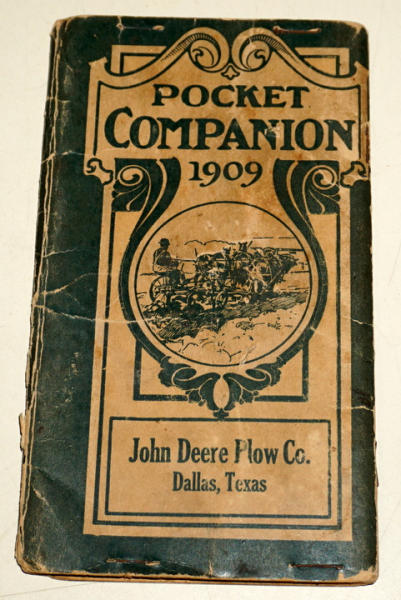 POCKET
COMPANION
1909
John Deere Plow Co.
Dallas, Texas